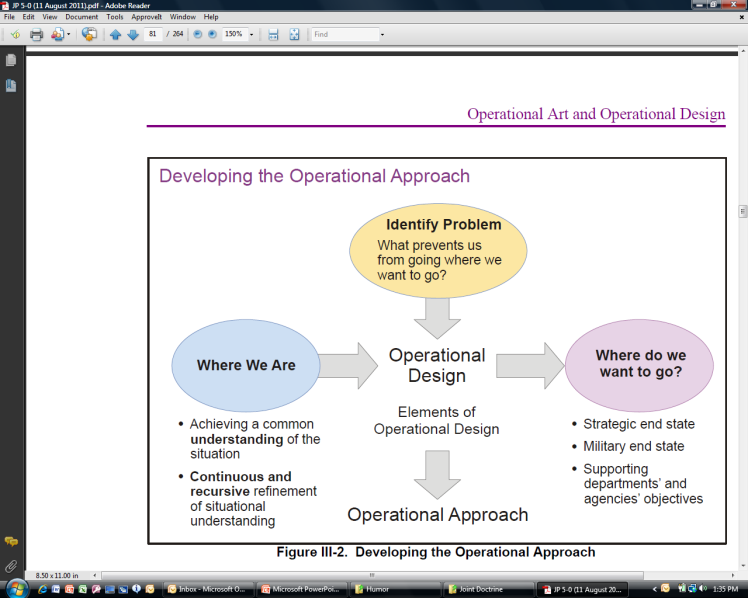 JP 5-0 (11 August 2011).pdf - Adobe Reader
File Edit View Document Tools ApproveIt Window Help
81 / 264 150% Find
Operational Art and Operational Design
Developing the Operational Approach
Identify Problem
What prevents us
from going where we
want to go?
Where We Are
Operational
Design
Where do we
want to go?
Elements of
Operational Design
• Achieving a common
understanding of the
situation
• Continuous and
recursive refinement
of situational
understanding
• Strategic end state
• Military end state
• Supporting
departments' and
agencies' objectives
Operational Approach
Figure III-2. Developing the Operational Approach
8.50 x 11.00 in
Inbox - Microsoft O... Microsoft PowerPoi... Humor Joint Doctrine JP 5-0 (11 August 20... 1:35 PM